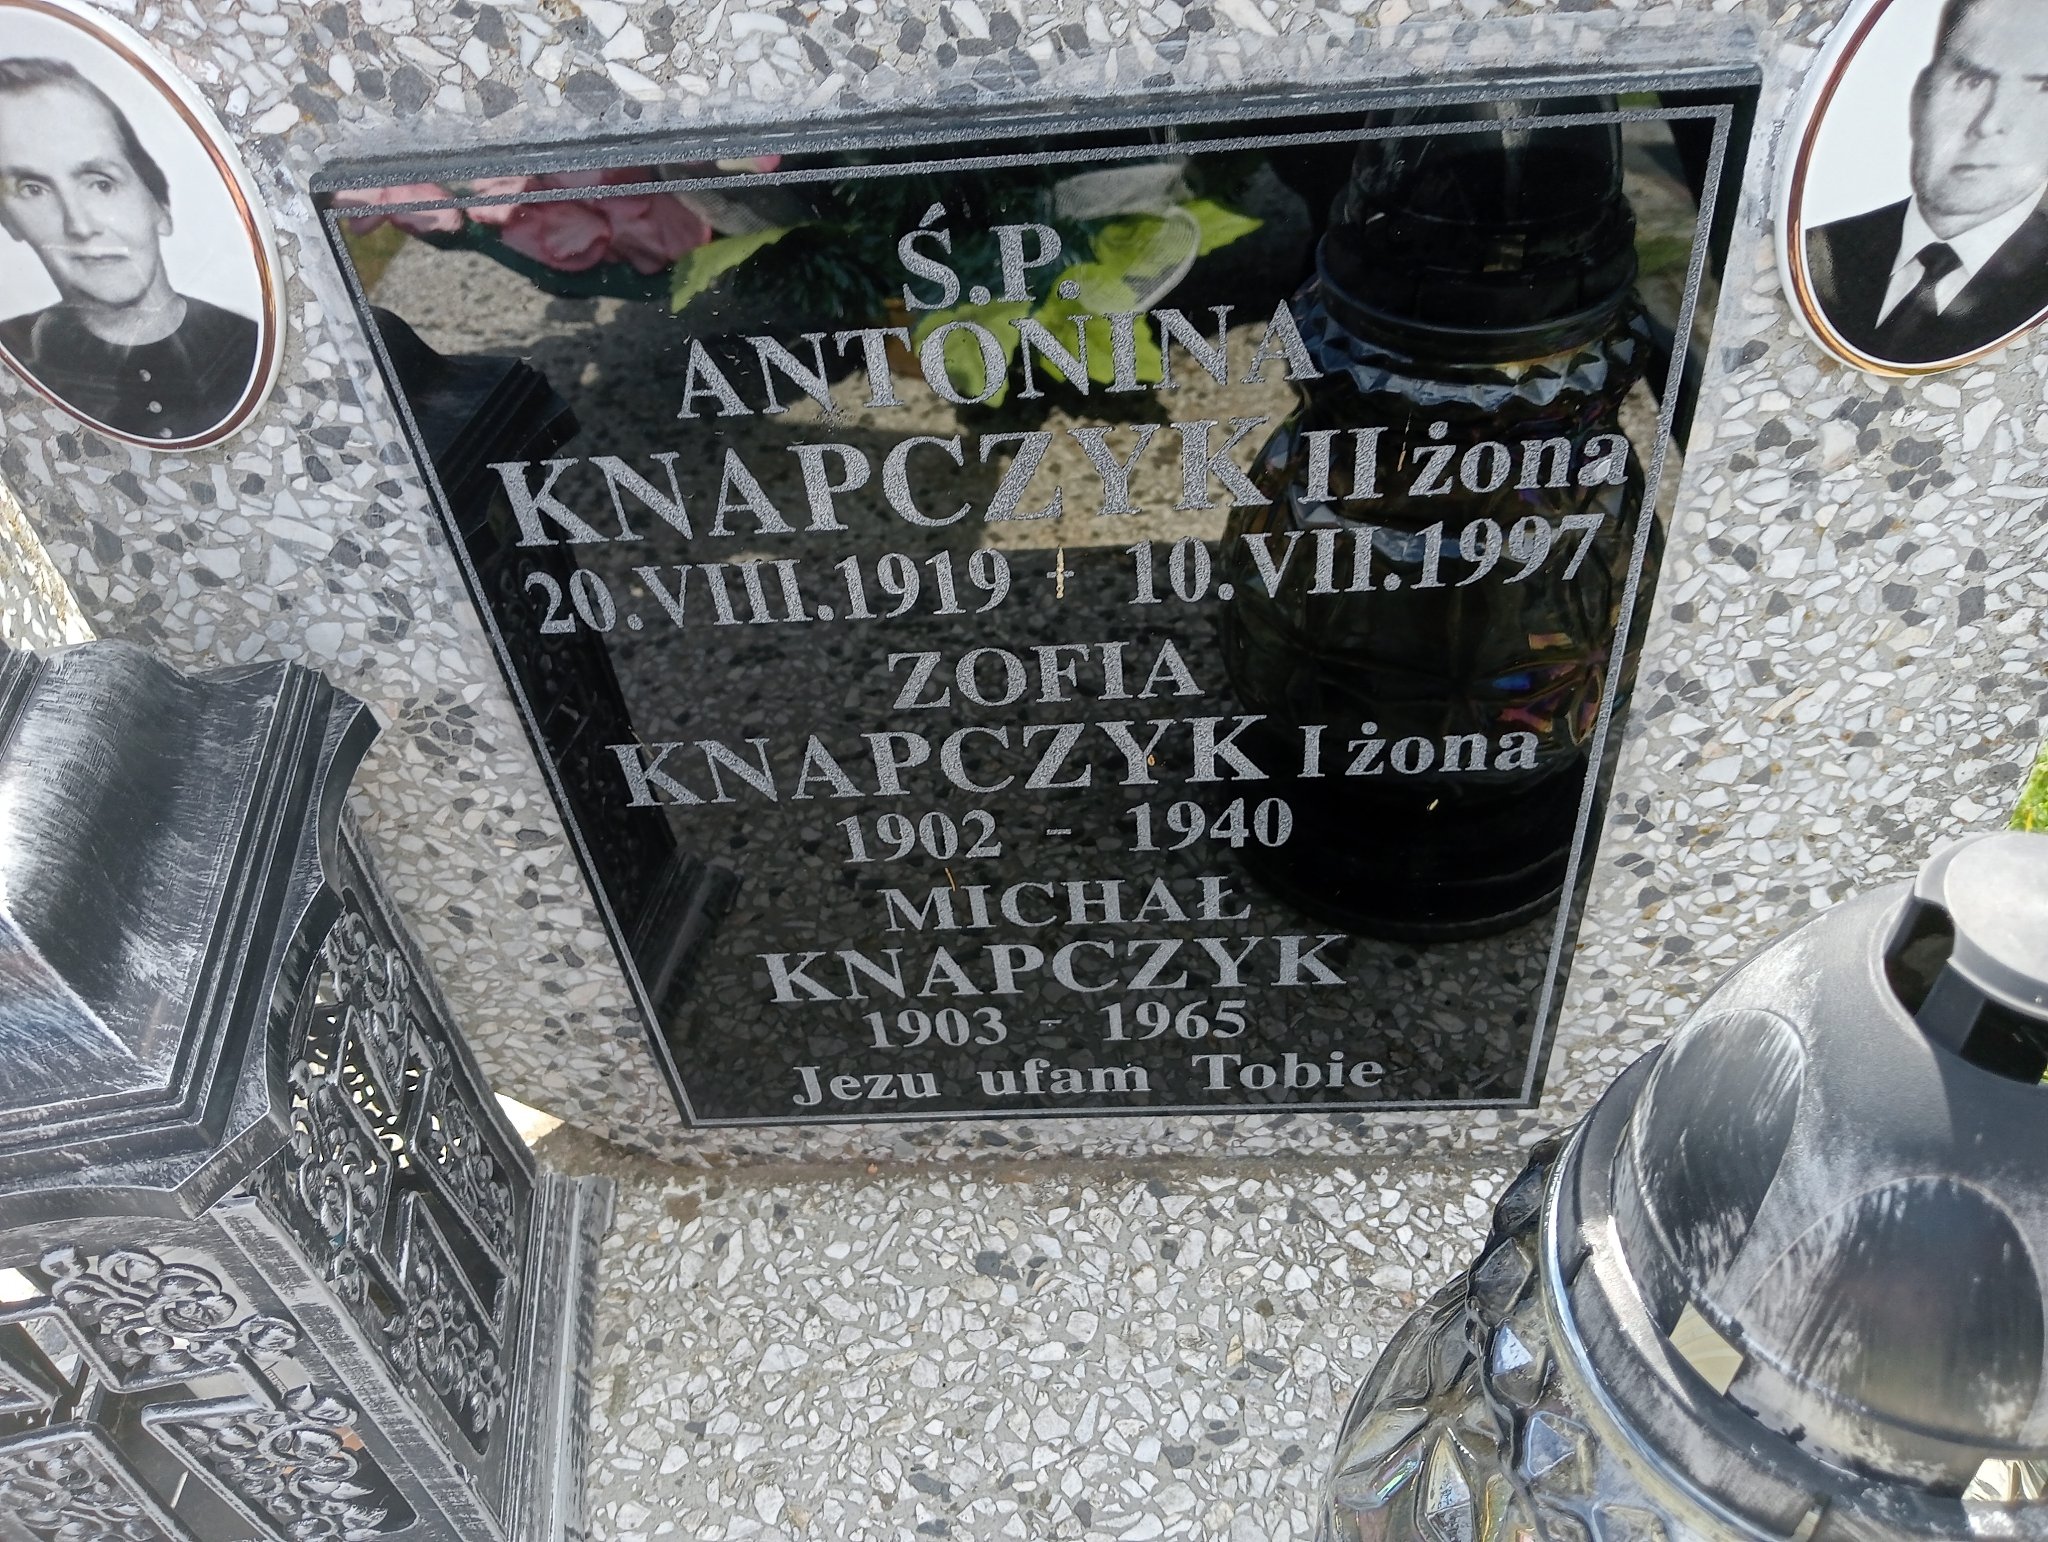 Ś.P.
ANTONINA
KNAPCZYK II żona
20.VIII.1919 + 10.VII.1997
ZOFIA
KNAPCZYK I żona
1902 - 1940
MICHAŁ
KNAPCZYK
1903 - 1965
Jezu ufam Tobie